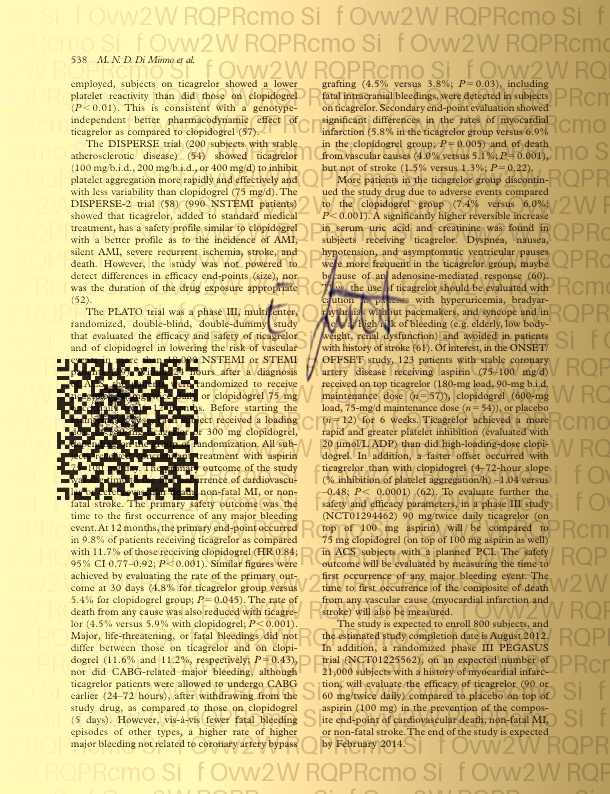 f Ovw2W RQPRcmo Si f Ovw2W RQPRcmo Si
538 M. N. D. Di Minno et al.
employed, subjects on ticagrelor showed a lower
platelet reactivity than did those on clopidogrel
(P < 0.01). This is consistent with a genotype-
independent better pharmacodynamic effect of
ticagrelor as compared to clopidogrel (57).
The DISPERSE trial (200 subjects with stable
atherosclerotic disease) (54) showed ticagrelor
(100 mg/b.i.d., 200 mg/b.i.d., or 400 mg/d) to inhibit
platelet aggregation more rapidly and effectively and
with less variability than clopidogrel (75 mg/d). The
DISPERSE-2 trial (58) (990 NSTEMI patients)
showed that ticagrelor, added to standard medical
treatment, has a safety profile similar to clopidogrel
with a better profile as to the incidence of AMI,
silent AMI, severe recurrent ischemia, stroke, and
death. However, the study was not powered to
detect differences in efficacy end-points (size), nor
was the duration of the drug exposure appropriate
(52).
The PLATO trial was a phase III, multicenter,
randomized, double-blind, double-dummy study
that evaluated the efficacy and safety of ticagrelor
and of clopidogrel in lowering the risk of vascular
NSTEMI or STEMI
hours after a diagnosis
randomized to receive
or clopidogrel 75 mg
Before starting the
received a loading
300 mg clopidogrel,
randomization. All sub-
treatment with aspirin
outcome of the study
of cardiovascu-
non-fatal MI, or non-
fatal stroke. The primary safety outcome was the
time to the first occurrence of any major bleeding
event. At 12 months, the primary end-point occurred
in 9.8% of patients receiving ticagrelor as compared
with 11.7% of those receiving clopidogrel (HR 0.84;
95% CI 0.77–0.92; P < 0.001). Similar figures were
achieved by evaluating the rate of the primary out-
come at 30 days (4.8% for ticagrelor group versus
5.4% for clopidogrel group; P = 0.045). The rate of
death from any cause was also reduced with ticagre-
lor (4.5% versus 5.9% with clopidogrel; P < 0.001).
Major, life-threatening, or fatal bleedings did not
differ between those on ticagrelor and on clopi-
dogrel (11.6% and 11.2%, respectively; P = 0.43),
nor did CABG-related major bleeding, although
ticagrelor patients were allowed to undergo CABG
earlier (24–72 hours), after withdrawing from the
study drug, as compared to those on clopidogrel
(5 days). However, vis-à-vis fewer fatal bleeding
episodes of other types, a higher rate of higher
major bleeding not related to coronary artery bypass
grafting (4.5% versus 3.8%; P = 0.03), including
fatal intracranial bleedings, were detected in subjects
on ticagrelor. Secondary end-point evaluation showed
significant differences in the rates of myocardial
infarction (5.8% in the ticagrelor group versus 6.9%
in the clopidogrel group; P = 0.005) and of death
from vascular causes (4.0% versus 5.1%; P = 0.001),
but not of stroke (1.5% versus 1.3%; P = 0.22).
More patients in the ticagrelor group discontin-
ued the study drug due to adverse events compared
to the clopidogrel group (7.4% versus 6.0%;
P < 0.001). A significantly higher reversible increase
in serum uric acid and creatinine was found in
subjects receiving ticagrelor. Dyspnea, nausea,
hypotension, and asymptomatic ventricular pauses
were more frequent in the ticagrelor group, maybe
because of an adenosine-mediated response (60).
the use of ticagrelor should be evaluated with
caution in patients with hyperuricemia, bradyar-
rhythmia without pacemakers, and syncope and in
high risk of bleeding (e.g. elderly, low body-
weight, renal dysfunction) and avoided in patients
with history of stroke (61). Of interest, in the ONSET/
OFFSET study, 123 patients with stable coronary
artery disease receiving aspirin (75–100 mg/d)
received on top ticagrelor (180-mg load, 90-mg b.i.d.
maintenance dose (n = 57)), clopidogrel (600-mg
load, 75-mg/d maintenance dose (n = 54)), or placebo
(n = 12) for 6 weeks. Ticagrelor achieved a more
rapid and greater platelet inhibition (evaluated with
20 µmol/L ADP) than did high-loading-dose clopi-
dogrel. In addition, a faster offset occurred with
ticagrelor than with clopidogrel (4–72-hour slope
(% inhibition of platelet aggregation/h) –1.04 versus
–0.48; P < 0.0001) (62). To evaluate further the
safety and efficacy parameters, in a phase III study
(NCT01294462) 90 mg/twice daily ticagrelor (on
top of 100 mg aspirin) will be compared to
75 mg clopidogrel (on top of 100 mg aspirin as well)
in ACS subjects with a planned PCI. The safety
outcome will be evaluated by measuring the time to
first occurrence of any major bleeding event. The
time to first occurrence of the composite of death
from any vascular cause (myocardial infarction and
stroke) will also be measured.
The study is expected to enroll 800 subjects, and
the estimated study completion date is August 2012.
In addition, a randomized phase III PEGASUS
trial (NCT01225562), on an expected number of
21,000 subjects with a history of myocardial infarc-
tion, will evaluate the efficacy of ticagrelor (90 or
60 mg/twice daily) compared to placebo on top of
aspirin (100 mg) in the prevention of the compos-
ite end-point of cardiovascular death, non-fatal MI,
or non-fatal stroke. The end of the study is expected
by February 2014.